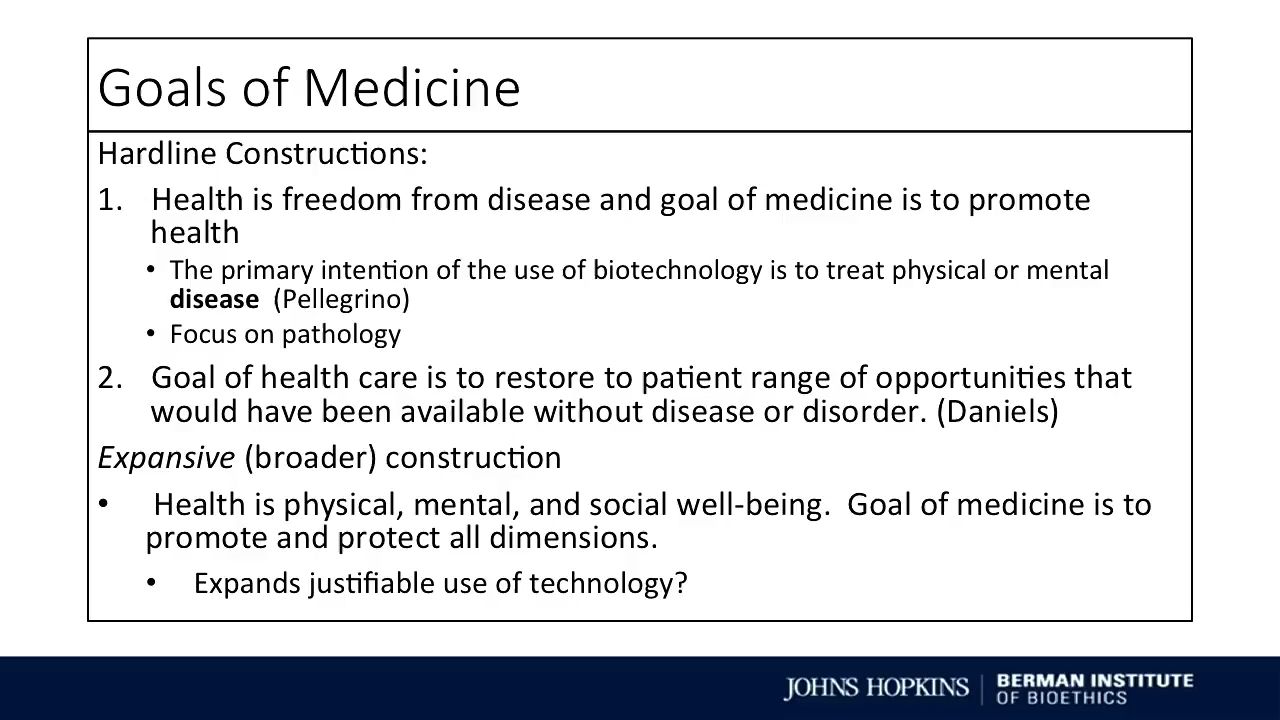 Goals of Medicine
Hardline Constructions:
1. Health is freedom from disease and goal of medicine is to promote
health
• The primary intention of the use of biotechnology is to treat physical or mental
disease (Pellegrino)
• Focus on pathology
2. Goal of health care is to restore to patient range of opportunities that
would have been available without disease or disorder. (Daniels)
Expansive (broader) construction
• Health is physical, mental, and social well-being. Goal of medicine is to
promote and protect all dimensions.
• Expands justifiable use of technology?
JOHNS HOPKINS
BERMAN INSTITUTE
OF BIOETHICS